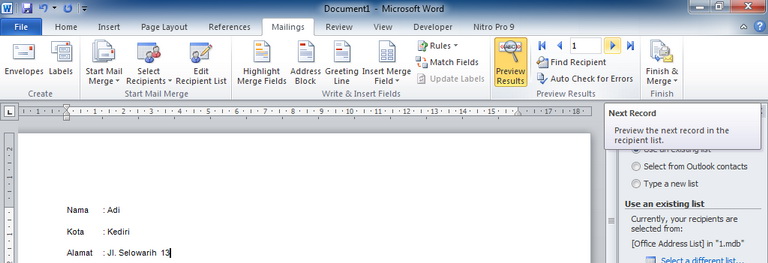 Document1 - Microsoft Word
File Home Insert Page Layout References Mailings Review View Developer Nitro Pro 9
Envelopes Labels
Create
Start Mail Merge Select Recipients Edit Recipient List
Start Mail Merge
Highlight Merge Fields Address Block Greeting Line Insert Merge Field
Rules
Match Fields
Update Labels
Write & Insert Fields
Preview Results
1
Find Recipient
Auto Check for Errors
Preview Results
Finish & Merge
Finish
Next Record
Preview the next record in the
recipient list.
Use an existing list
Select from Outlook contacts
Type a new list
Use an existing list
Currently, your recipients are
selected from:
[Office Address List] in "1.mdb"
Select a different list...
Nama : Adi
Kota : Kediri
Alamat : Jl. Selowarih 13